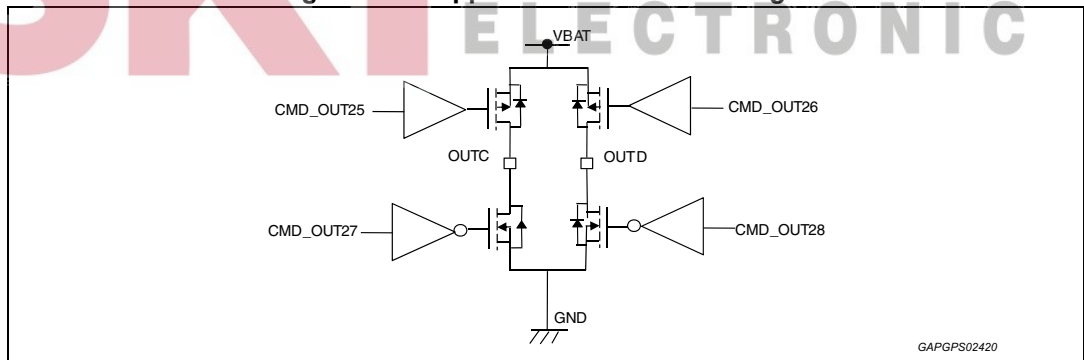 ELECTRONIC
VBAT
CMD_OUT25
CMD_OUT26
OUTC
OUTD
CMD_OUT27
CMD_OUT28
GND
GAPGPS02420